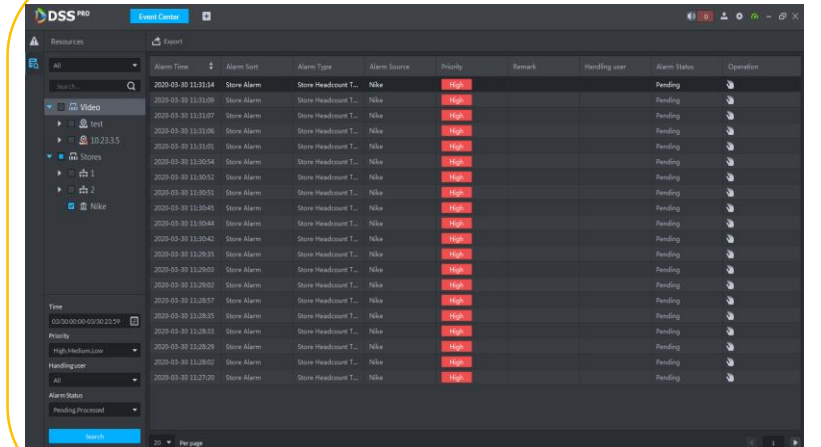 DSS PRO Event Center 0
Resources Export
All Alarm Time Alarm Sort Alarm Type Alarm Source Priority Remark Handling user Alarm Status Operation
Search... 2020-03-30 11:31:14 Store Alarm Store Headcount T... Nike High Pending
Video 2020-03-30 11:31:09 Store Alarm Store Headcount T... Nike High Pending
test 2020-03-30 11:31:07 Store Alarm Store Headcount T... Nike High Pending
10.23.3.5 2020-03-30 11:31:06 Store Alarm Store Headcount T... Nike High Pending
2020-03-30 11:31:01 Store Alarm Store Headcount T... Nike High Pending
Stores 2020-03-30 11:30:54 Store Alarm Store Headcount T... Nike High Pending
1 2020-03-30 11:30:52 Store Alarm Store Headcount T... Nike High Pending
2 2020-03-30 11:30:51 Store Alarm Store Headcount T... Nike High Pending
Nike 2020-03-30 11:30:45 Store Alarm Store Headcount T... Nike High Pending
2020-03-30 11:30:44 Store Alarm Store Headcount T... Nike High Pending
2020-03-30 11:30:42 Store Alarm Store Headcount T... Nike High Pending
2020-03-30 11:29:35 Store Alarm Store Headcount T... Nike High Pending
2020-03-30 11:29:03 Store Alarm Store Headcount T... Nike High Pending
2020-03-30 11:29:02 Store Alarm Store Headcount T... Nike High Pending
2020-03-30 11:28:57 Store Alarm Store Headcount T... Nike High Pending
Time
2020-03-30 11:28:35 Store Alarm Store Headcount T... Nike High Pending
03/30 00:00-03/30 23:59
2020-03-30 11:28:33 Store Alarm Store Headcount T... Nike High Pending
Priority
2020-03-30 11:28:29 Store Alarm Store Headcount T... Nike High Pending
High,Medium,Low
2020-03-30 11:28:02 Store Alarm Store Headcount T... Nike High Pending
Handling user
2020-03-30 11:27:20 Store Alarm Store Headcount T... Nike High Pending
All
Alarm Status
Pending,Processed
Search 20 Per page 1